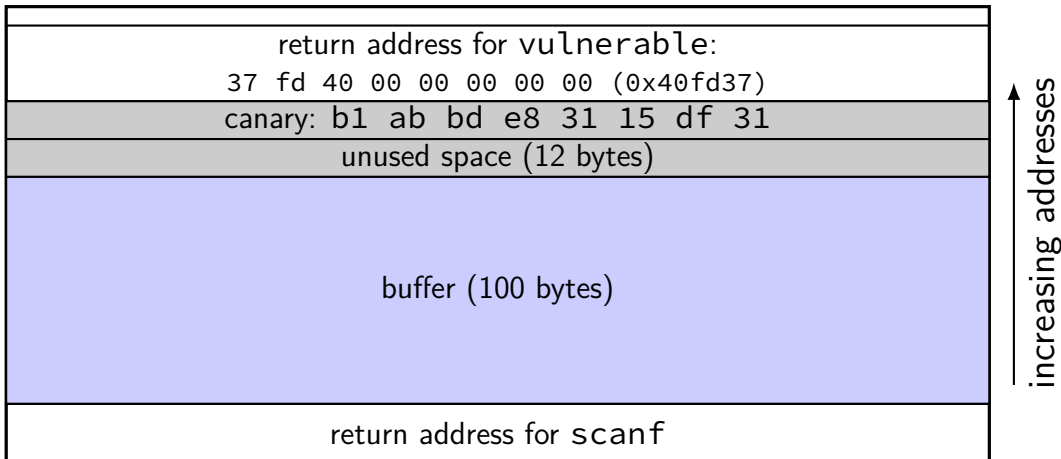 return address for vulnerable:
37 fd 40 00 00 00 00 00 (0x40fd37)
canary: b1 ab bd e8 31 15 df 31
unused space (12 bytes)
buffer (100 bytes)
return address for scanf
increasing addresses